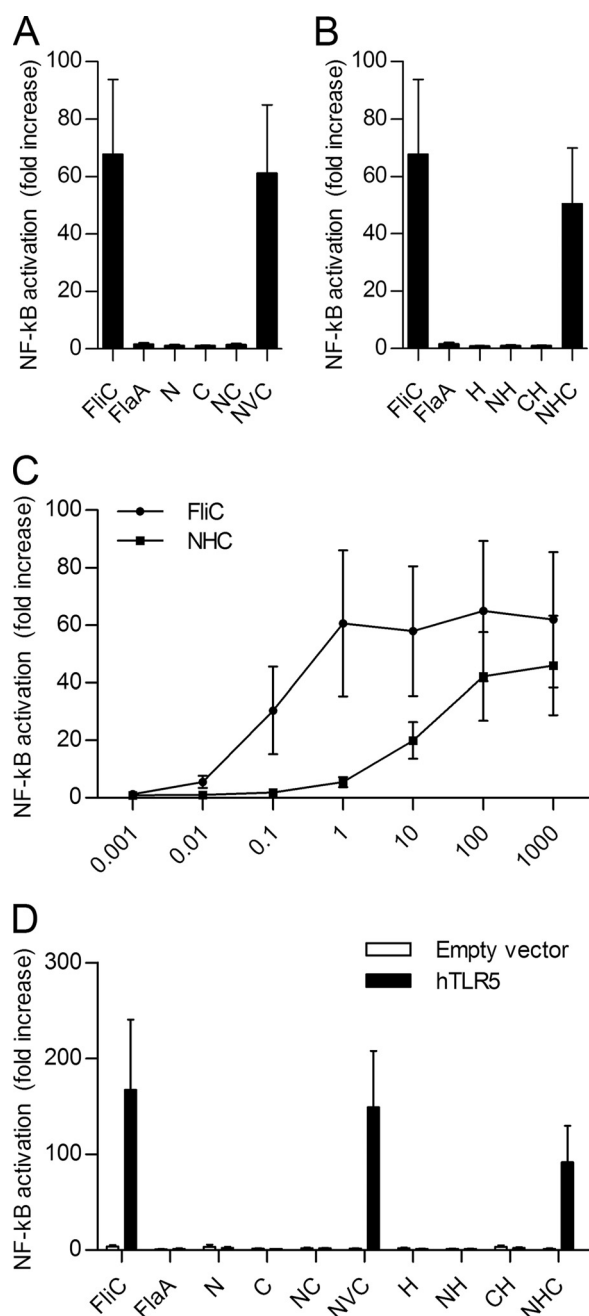 A
NF-kB activation (fold increase)
100
80
60
40
20
0
FliC
FlaA
N
C
NC
NVC
B
NF-kB activation (fold increase)
100
80
60
40
20
0
FliC
FlaA
H
NH
CH
NHC
C
NF-kB activation (fold increase)
100
80
60
40
20
0
FliC
NHC
0.001
0.01
0.1
1
10
100
1000
D
NF-kB activation (fold increase)
300
200
100
0
Empty vector
hTLR5
FliC
FlaA
N
C
NC
NVC
H
NH
CH
NHC